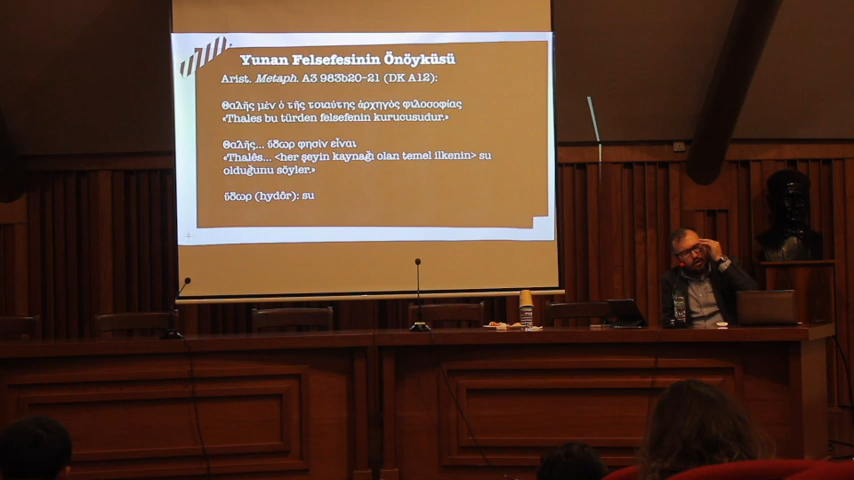 Yunan Felsefesinin Önöyküsü
Arist. Metaph. A3 983b20-21 (DK A12):
Θαλῆς μὲν ὁ τῆς τοιαύτης ἀρχηγὸς φιλοσοφίας
«Thales bu türden felsefenin kurucusudur.»
Θαλῆς... ὕδωρ φησὶν εἶναι
«Thalês... <her şeyin kaynağı olan temel ilkenin> su
olduğunu söyler.»
ὕδωρ (hydôr): su